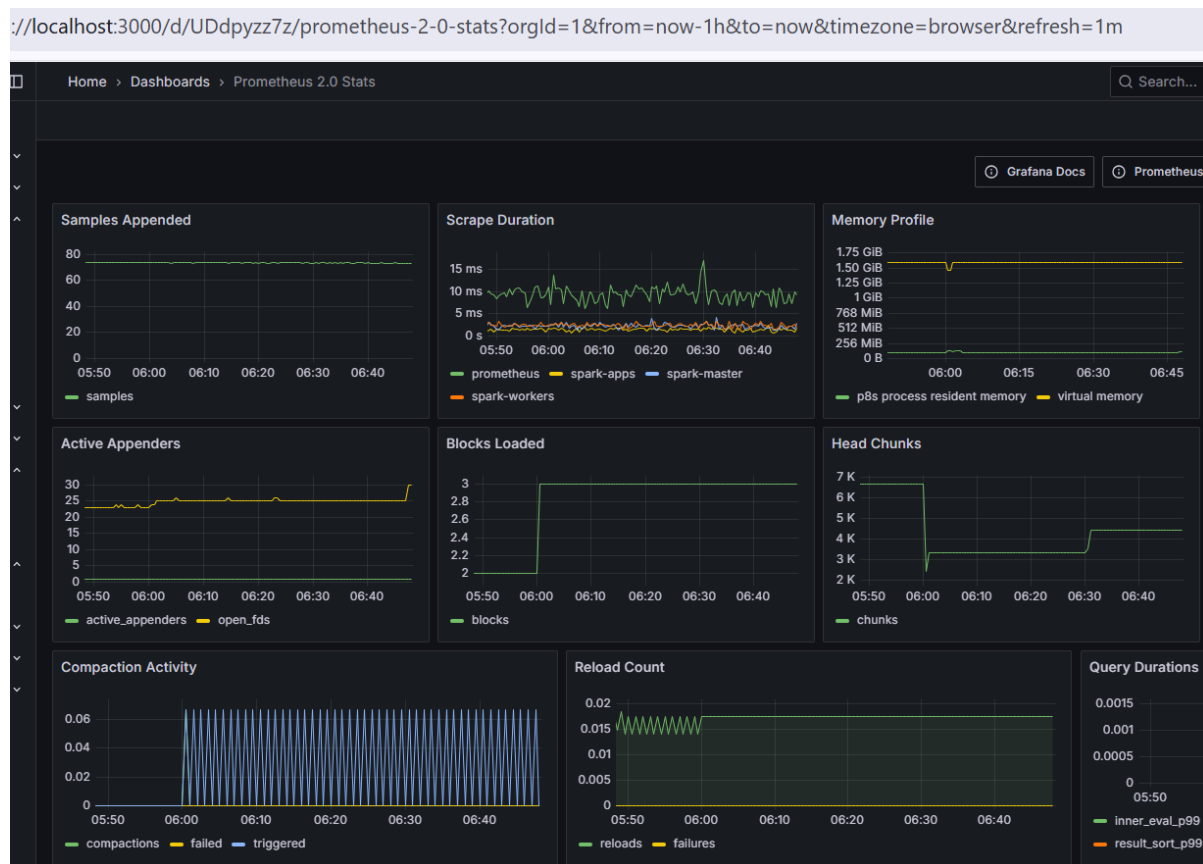 ://localhost:3000/d/UDdpyzz7z/prometheus-2-0-stats?orgId=1&from=now-1h&to=now&timezone=browser&refresh=1m
Home › Dashboards › Prometheus 2.0 Stats
Search...
Grafana Docs
Prometheus
Samples Appended
80
60
40
20
0
05:50 06:00 06:10 06:20 06:30 06:40
samples
Scrape Duration
15 ms
10 ms
5 ms
0 s
05:50 06:00 06:10 06:20 06:30 06:40
prometheus spark-apps spark-master
spark-workers
Memory Profile
1.75 GiB
1.50 GiB
1.25 GiB
1 GiB
768 MiB
512 MiB
256 MiB
0 B
06:00 06:15 06:30 06:45
p8s process resident memory virtual memory
Active Appenders
30
25
20
15
10
5
0
05:50 06:00 06:10 06:20 06:30 06:40
active_appenders open_fds
Blocks Loaded
3
2.8
2.6
2.4
2.2
2
05:50 06:00 06:10 06:20 06:30 06:40
blocks
Head Chunks
7 K
6 K
5 K
4 K
3 K
2 K
05:50 06:00 06:10 06:20 06:30 06:40
chunks
Compaction Activity
0.06
0.04
0.02
0
05:50 06:00 06:10 06:20 06:30 06:40
compactions failed triggered
Reload Count
0.02
0.015
0.01
0.005
0
05:50 06:00 06:10 06:20 06:30 06:40
reloads failures
Query Durations
0.0015
0.001
0.0005
0
05:50
inner_eval_p99
result_sort_p99